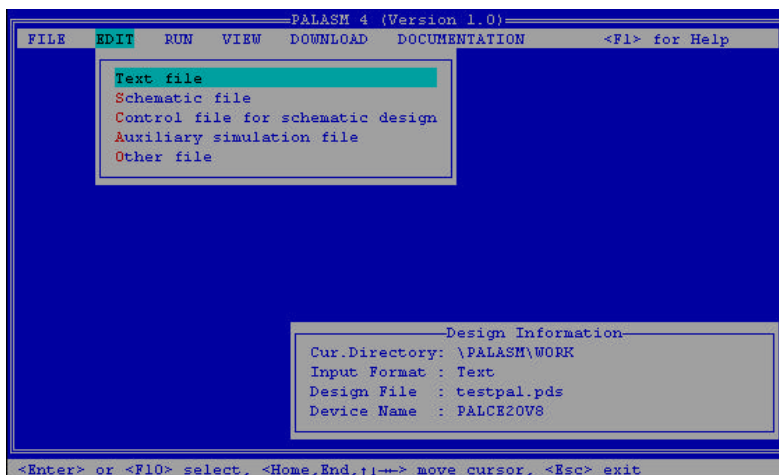 PALASM 4 (Version 1.0)
FILE EDIT RUN VIEW DOWNLOAD DOCUMENTATION <F1> for Help
Text file
Schematic file
Control file for schematic design
Auxiliary simulation file
Other file
Design Information
Cur.Directory: \PALASM\WORK
Input Format : Text
Design File : testpal.pds
Device Name : PALCE20V8
<Enter> or <F10> select, <Home,End,↑↓←→> move cursor, <Esc> exit